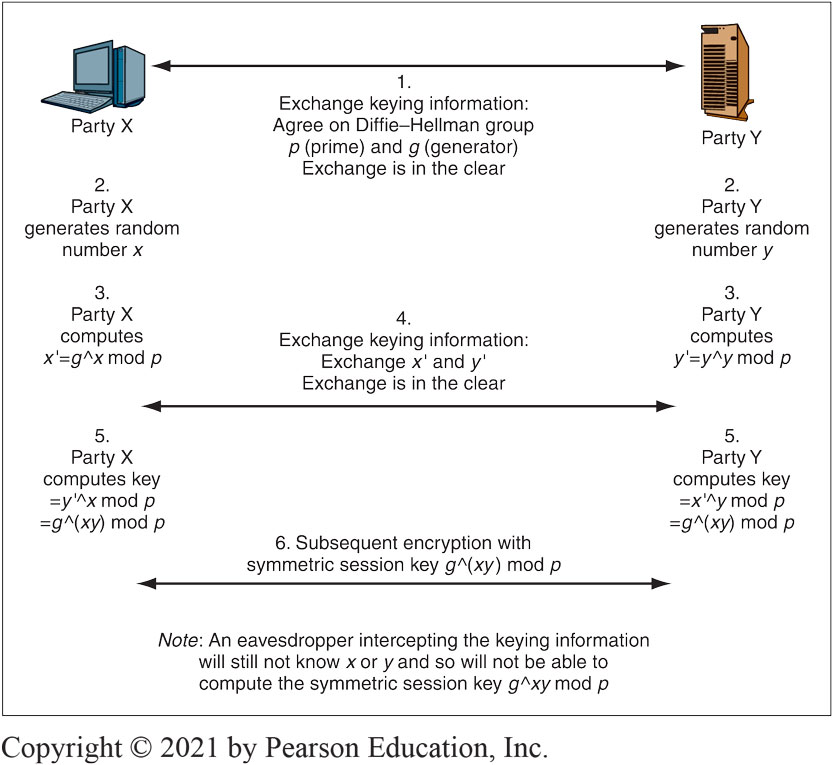 Party X
Party Y
1.
Exchange keying information:
Agree on Diffie–Hellman group
p (prime) and g (generator)
Exchange is in the clear
2.
Party X
generates random
number x
2.
Party Y
generates random
number y
3.
Party X
computes
x'=g^x mod p
4.
Exchange keying information:
Exchange x' and y'
Exchange is in the clear
3.
Party Y
computes
y'=y^y mod p
5.
Party X
computes key
=y'^x mod p
=g^(xy) mod p
5.
Party Y
computes key
=x'^y mod p
=g^(xy) mod p
6. Subsequent encryption with
symmetric session key g^(xy) mod p
Note: An eavesdropper intercepting the keying information
will still not know x or y and so will not be able to
compute the symmetric session key g^xy mod p
Copyright © 2021 by Pearson Education, Inc.